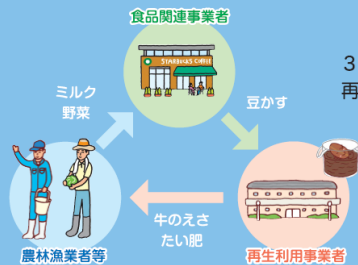 食品関連事業者
STARBUCKS COFFEE
3
再
ミルク
野菜
豆かす
牛のえさ
たい肥
農林漁業者等
再生利用事業者